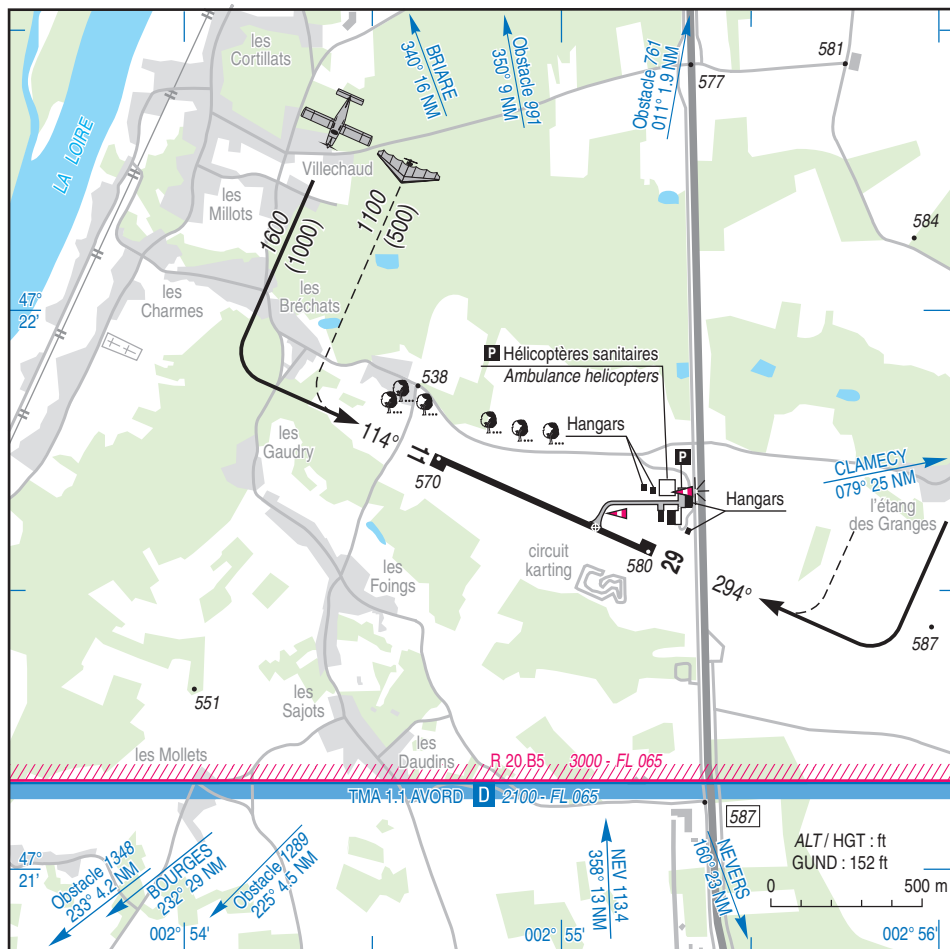 les
Cortillats
BRIARE
340° 16 NM
Obstacle 991
350° 9 NM
Obstacle 761
011° 1.9 NM
577
581
LA LOIRE
Villechaud
les
Millots
1600
(1000)
1100
(500)
584
47°
22'
les
Charmes
les
Bréchats
P Hélicoptères sanitaires
Ambulance helicopters
538
Hangars
114°
les
Gaudry
11
570
P
CLAMECY
079° 25 NM
Hangars
l'étang
des Granges
circuit
karting
580
29
294°
les
Foings
587
551
les
Sajots
les Mollets
les
Daudins
R 20 B5 3000 - FL 065
TMA 1.1 AVORD D 2100 - FL 065
587
ALT / HGT : ft
GUND : 152 ft
0 500 m
47°
21'
Obstacle 1348
233° 4.2 NM
BOURGES
232° 29 NM
Obstacle 1289
225° 4.5 NM
NEV 113.4
358° 13 NM
NEVERS
160° 23 NM
002° 54'
002° 55'
002° 56'